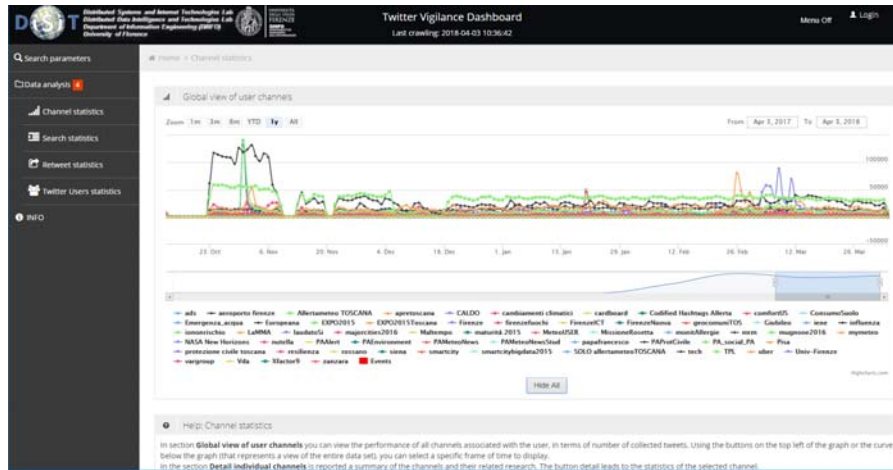 DISIT
Distributed Systems and Internet Technologies Lab
Distributed Data Intelligence and Technologies Lab
Department of Information Engineering (DINFO)
University of Florence
UNIVERSITÀ
DEGLI STUDI
FIRENZE
DINFO
Twitter Vigilance Dashboard
Last crawling: 2018-04-03 10:36:42
Menu Off
Login
Search parameters
Data analysis 4
Channel statistics
Search statistics
Retweet statistics
Twitter Users statistics
INFO
Home > Channel statistics
Global view of user channels
Zoom 1m 3m 6m YTD 1y All
From Apr 3, 2017 To Apr 3, 2018
100000
50000
-50000
23. Oct 6. Nov 20. Nov 4. Dec 18. Dec 1. Jan 15. Jan 29. Jan 12. Feb 26. Feb 12. Mar 26. Mar
ads aeroporto firenze Allertameteo TOSCANA apretoscana CALDO cambiamenti climatici cardboard Codified Hashtags Allerta comfortUS ConsumoSuolo
Emergenza_acqua Europeana EXPO2015 EXPO2015Toscana Firenze firenzefuochi FirenzeICT FirenzeNuova geocomuniTOS Giubileo iene influenza
iononrischio LaMMA laudatoSi majorcities2016 Maltempo maturità 2015 MeteoUSER MissioneRosetta monitAllergie mrm mugnone2016 mymeteo
NASA New Horizons nutella PAAlert PAEnvironment PAMeteoNews PAMeteoNewsStud papafrancesco PAProtCivile PA_social_PA Pisa
protezione civile toscana resilienza rossano siena smartcity smartcitybigdata2015 SOLO allertameteoTOSCANA tech TPL uber Univ-Firenze
vargroup Vda Xfactor9 zanzara Events
Highcharts.com
Hide All
Help: Channel statistics
In section Global view of user channels you can view the performance of all channels associated with the user, in terms of number of collected tweets. Using the buttons on the top left of the graph or the curve
below the graph (that represents a view of the entire data set), you can select a specific frame of time to display.
In the section Detail individual channels is reported a summary of the channels and their related research. The button detail leads to the statistics of the selected channel.